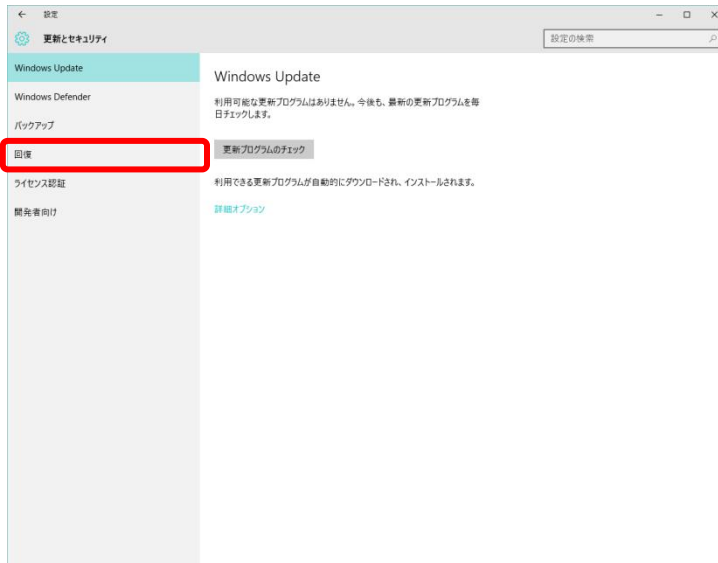 設定
更新とセキュリティ
設定の検索
Windows Update
Windows Defender
バックアップ
回復
ライセンス認証
開発者向け
Windows Update
利用可能な更新プログラムはありません。今後も、最新の更新プログラムを毎
日チェックします。
更新プログラムのチェック
利用できる更新プログラムが自動的にダウンロードされ、インストールされます。
詳細オプション